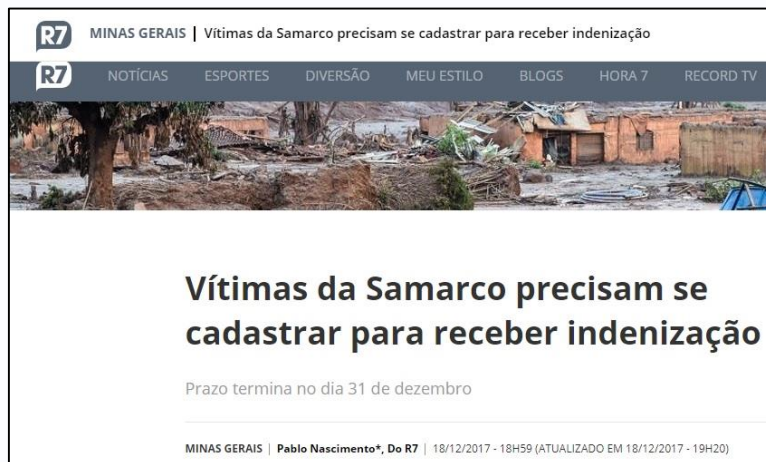 R7 MINAS GERAIS | Vítimas da Samarco precisam se cadastrar para receber indenização
R7 NOTÍCIAS ESPORTES DIVERSÃO MEU ESTILO BLOGS HORA 7 RECORD TV
Vítimas da Samarco precisam se
cadastrar para receber indenização
Prazo termina no dia 31 de dezembro
MINAS GERAIS | Pablo Nascimento*, Do R7 | 18/12/2017 - 18H59 (ATUALIZADO EM 18/12/2017 - 19H20)